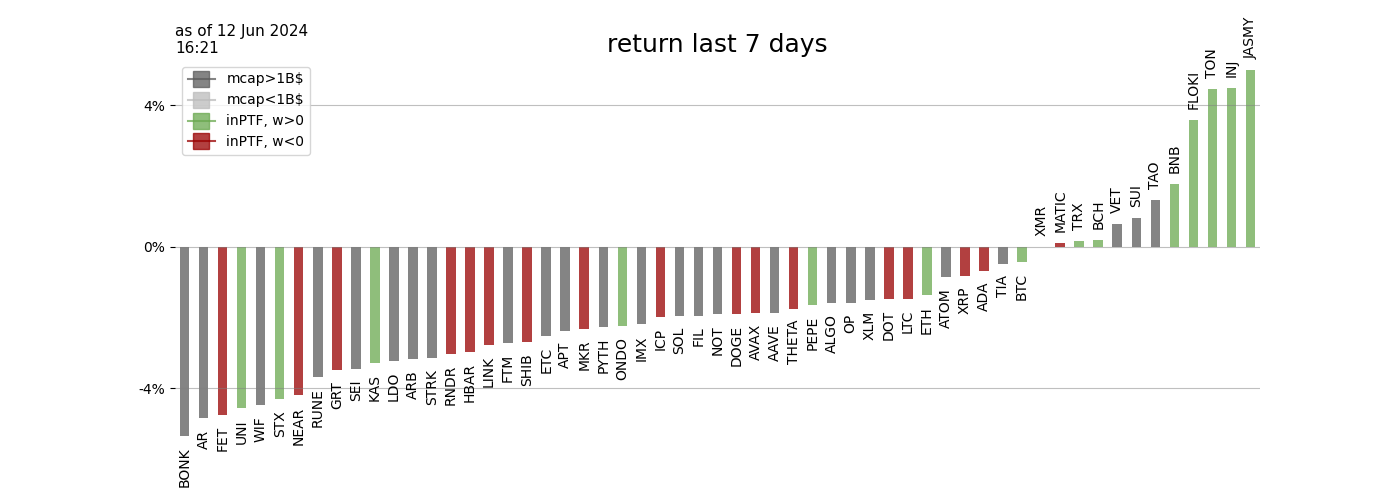 as of 12 Jun 2024
16:21
return last 7 days
mcap>1B$
mcap<1B$
inPTF, w>0
inPTF, w<0
4%
0%
-4%
BONK
AR
FET
UNI
WIF
STX
NEAR
RUNE
GRT
SEI
KAS
LDO
ARB
STRK
RNDR
HBAR
LINK
FTM
SHIB
ETC
APT
MKR
PYTH
ONDO
IMX
ICP
SOL
FIL
NOT
DOGE
AVAX
AAVE
THETA
PEPE
ALGO
OP
XLM
DOT
LTC
ETH
ATOM
XRP
ADA
TIA
BTC
XMR
MATIC
TRX
BCH
VET
SUI
TAO
BNB
FLOKI
TON
INJ
JASMY